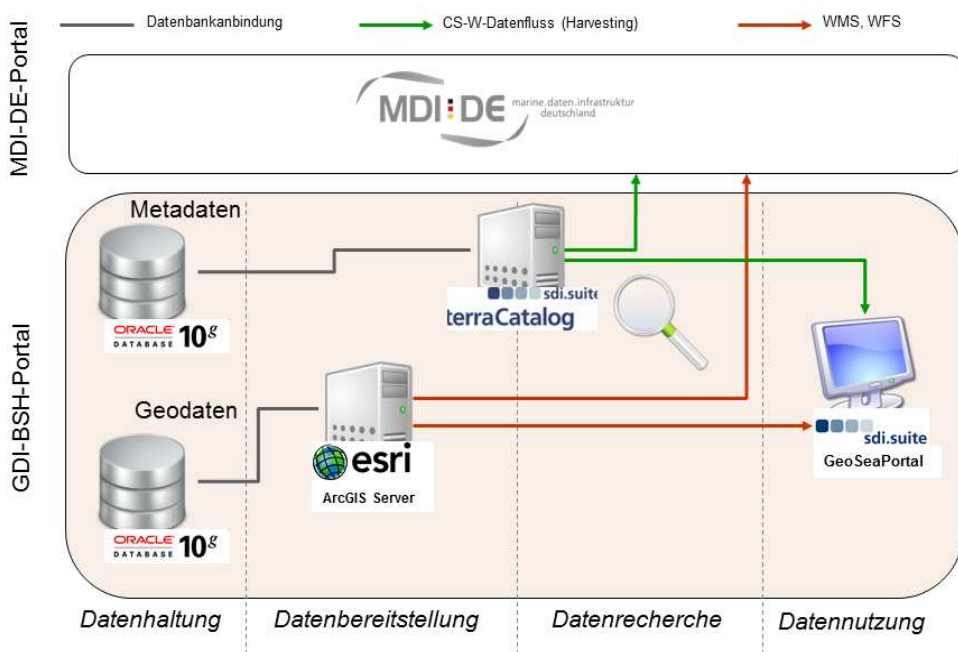 Datenbankanbindung
CS-W-Datenfluss (Harvesting)
WMS, WFS
MDI-DE-Portal
MDI:DE
marine.daten.infrastruktur
deutschland
GDI-BSH-Portal
Metadaten
ORACLE
DATABASE
10g
sdi.suite
terraCatalog
Geodaten
ORACLE
DATABASE
10g
esri
ArcGIS Server
sdi.suite
GeoSeaPortal
Datenhaltung
Datenbereitstellung
Datenrecherche
Datennutzung